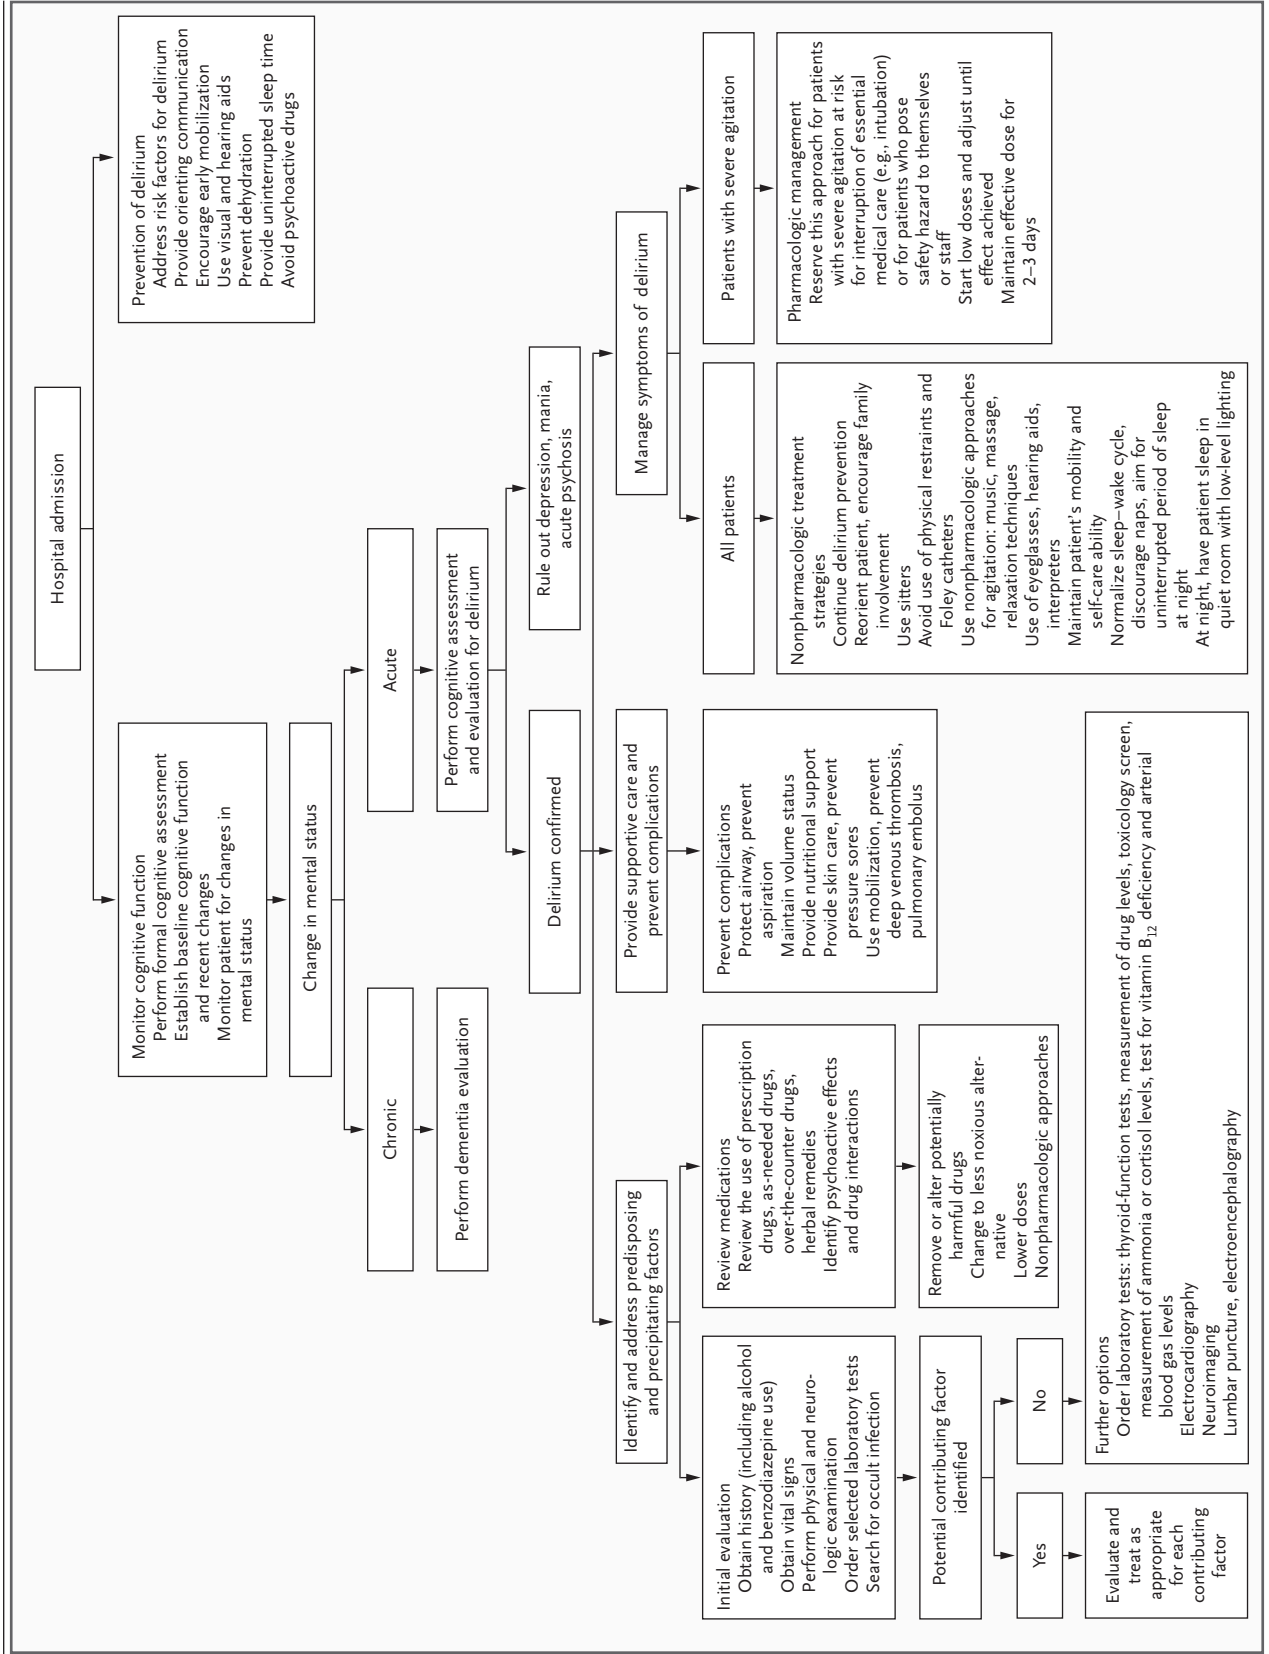 Hospital admission
Monitor cognitive function
Perform formal cognitive assessment
Establish baseline cognitive function
and recent changes
Monitor patient for changes in
mental status
Prevention of delirium
Address risk factors for delirium
Provide orienting communication
Encourage early mobilization
Use visual and hearing aids
Prevent dehydration
Provide uninterrupted sleep time
Avoid psychoactive drugs
Change in mental status
Chronic
Acute
Perform dementia evaluation
Perform cognitive assessment
and evaluation for delirium
Delirium confirmed
Rule out depression, mania,
acute psychosis
Identify and address predisposing
and precipitating factors
Provide supportive care and
prevent complications
Manage symptoms of delirium
Initial evaluation
Obtain history (including alcohol
and benzodiazepine use)
Obtain vital signs
Perform physical and neuro-
logic examination
Order selected laboratory tests
Search for occult infection
Review medications
Review the use of prescription
drugs, as-needed drugs,
over-the-counter drugs,
herbal remedies
Identify psychoactive effects
and drug interactions
Prevent complications
Protect airway, prevent
aspiration
Maintain volume status
Provide nutritional support
Provide skin care, prevent
pressure sores
Use mobilization, prevent
deep venous thrombosis,
pulmonary embolus
All patients
Patients with severe agitation
Nonpharmacologic treatment
strategies
Continue delirium prevention
Reorient patient, encourage family
involvement
Use sitters
Avoid use of physical restraints and
Foley catheters
Use nonpharmacologic approaches
for agitation: music, massage,
relaxation techniques
Use of eyeglasses, hearing aids,
interpreters
Maintain patient's mobility and
self-care ability
Normalize sleep–wake cycle,
discourage naps, aim for
uninterrupted period of sleep
at night
At night, have patient sleep in
quiet room with low-level lighting
Pharmacologic management
Reserve this approach for patients
with severe agitation at risk
for interruption of essential
medical care (e.g., intubation)
or for patients who pose
safety hazard to themselves
or staff
Start low doses and adjust until
effect achieved
Maintain effective dose for
2–3 days
Potential contributing factor
identified
Remove or alter potentially
harmful drugs
Change to less noxious alter-
native
Lower doses
Nonpharmacologic approaches
Yes
No
Evaluate and
treat as
appropriate
for each
contributing
factor
Further options
Order laboratory tests: thyroid-function tests, measurement of drug levels, toxicology screen,
measurement of ammonia or cortisol levels, test for vitamin B12 deficiency and arterial
blood gas levels
Electrocardiography
Neuroimaging
Lumbar puncture, electroencephalography